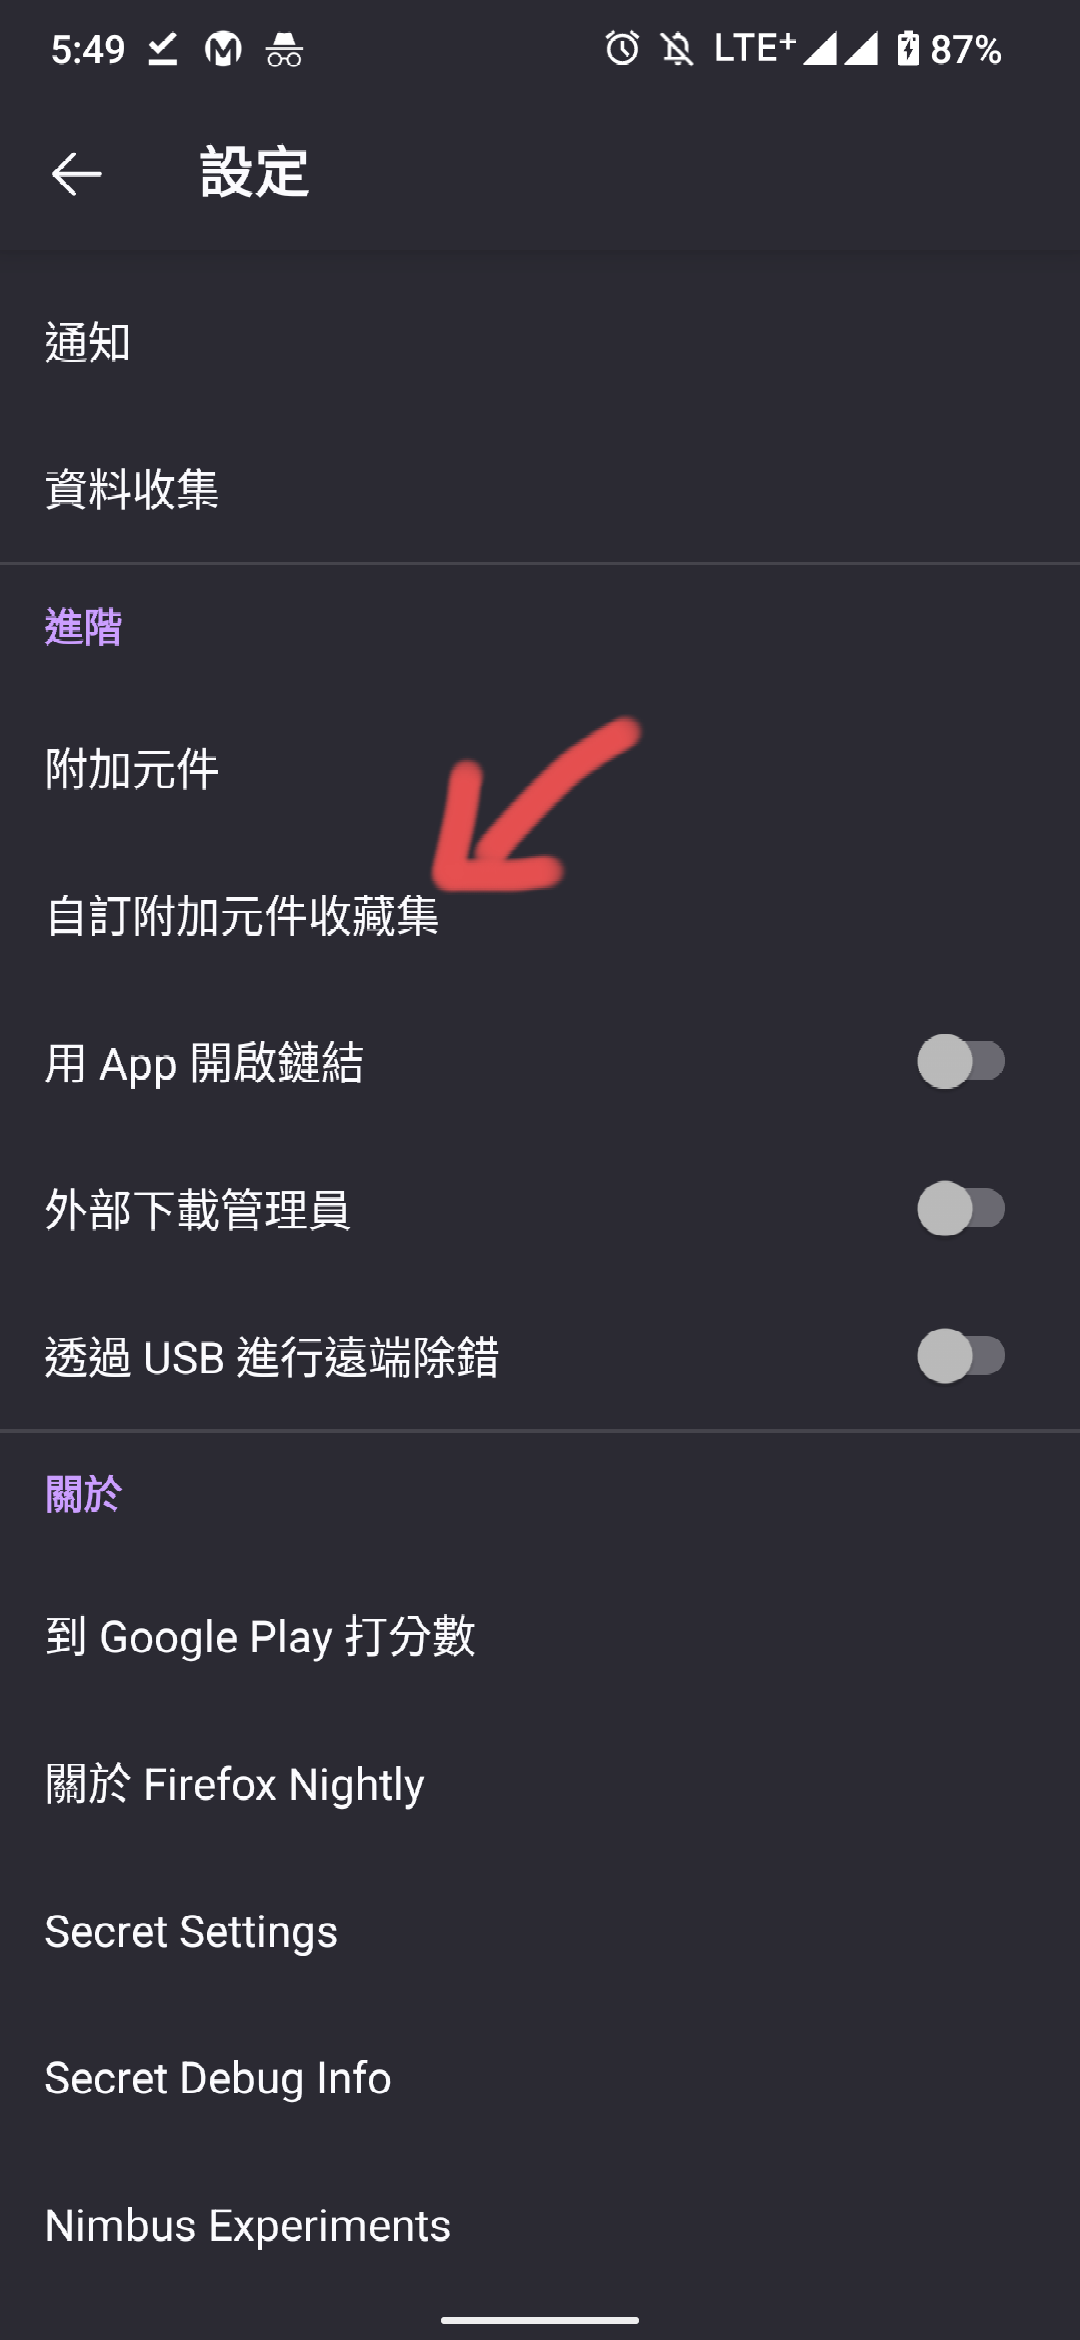 5:49 LTE+ 87%
設定
通知
資料收集
進階
附加元件
自訂附加元件收藏集
用 App 開啟鏈結
外部下載管理員
透過 USB 進行遠端除錯
關於
到 Google Play 打分數
關於 Firefox Nightly
Secret Settings
Secret Debug Info
Nimbus Experiments